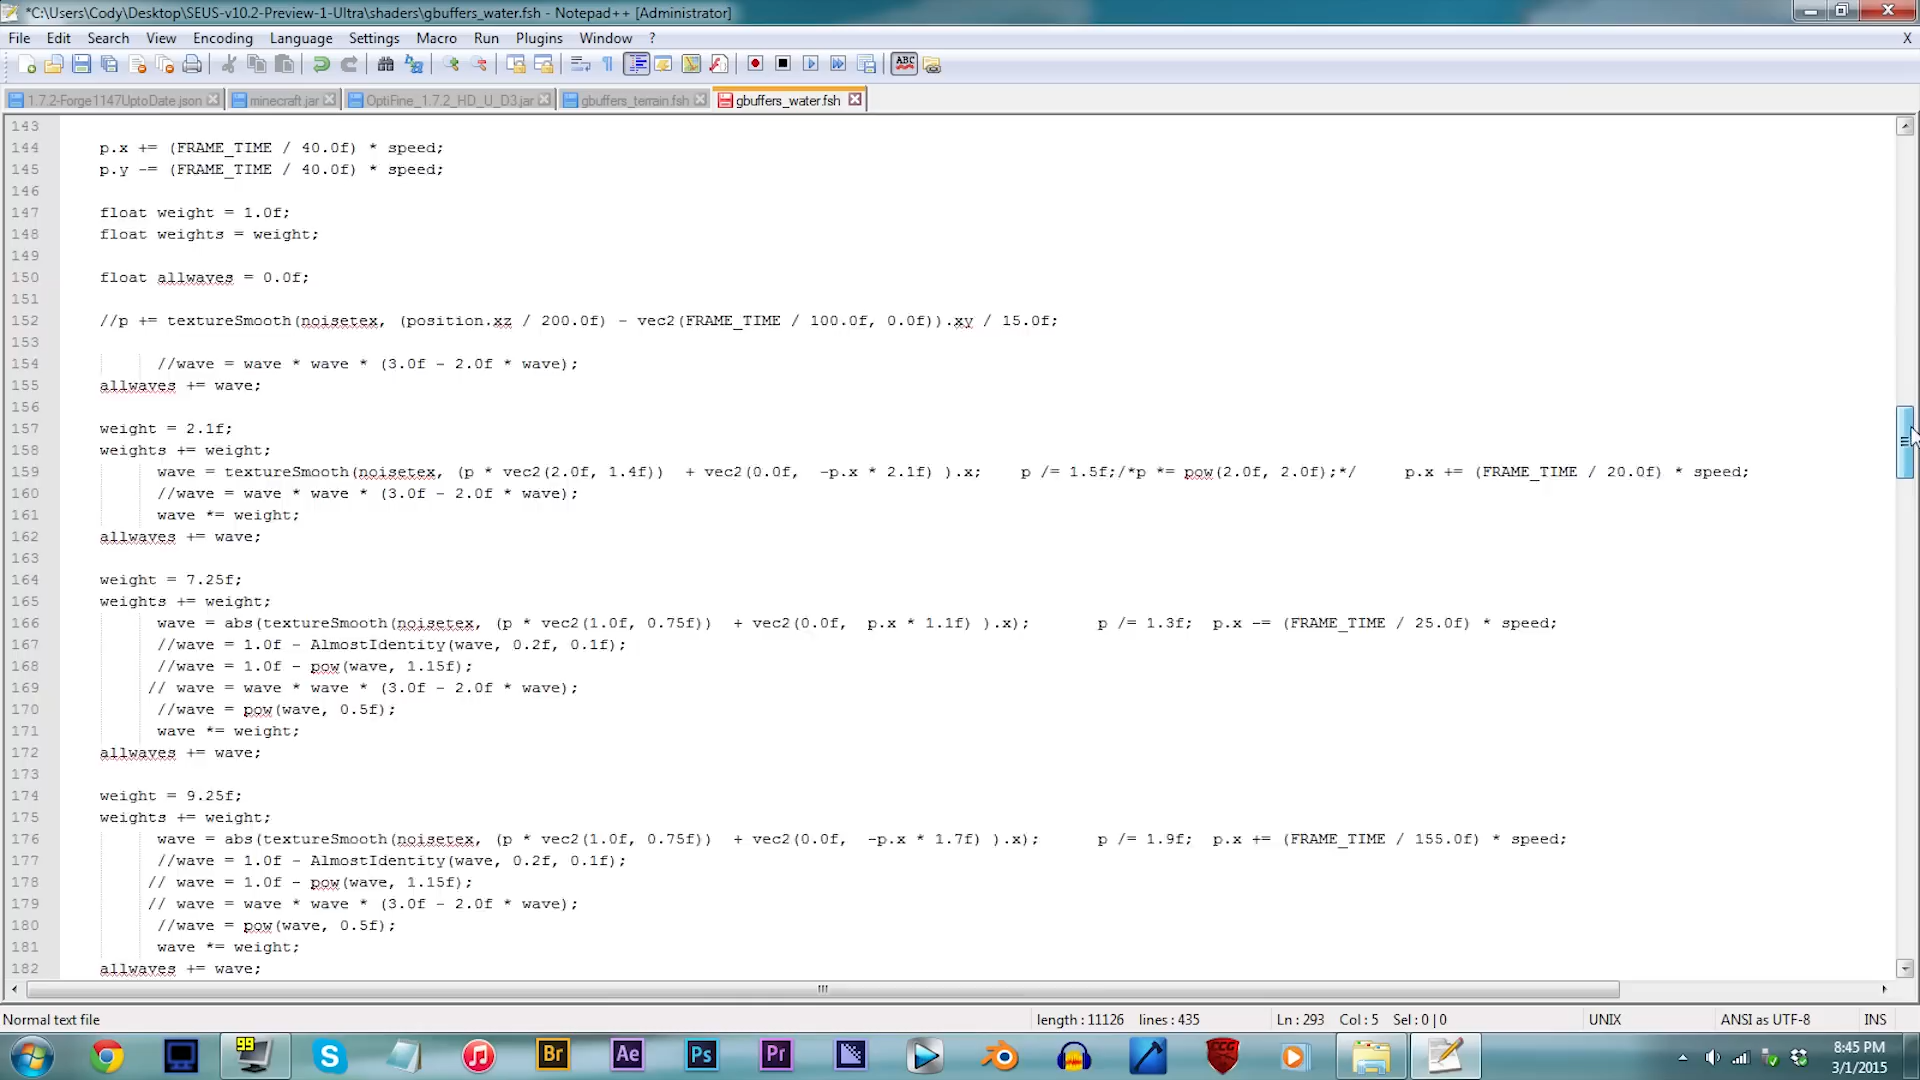 *C:\Users\Cody\Desktop\SEUS-v10.2-Preview-1-Ultra\shaders\gbuffers_water.fsh - Notepad++ [Administrator]
File Edit Search View Encoding Language Settings Macro Run Plugins Window ? X
1.7.2-Forge1147UptoDate.json minecraft.jar OptiFine_1.7.2_HD_U_D3.jar gbuffers_terrain.fsh gbuffers_water.fsh
143
144 p.x += (FRAME_TIME / 40.0f) * speed;
145 p.y -= (FRAME_TIME / 40.0f) * speed;
146
147 float weight = 1.0f;
148 float weights = weight;
149
150 float allwaves = 0.0f;
151
152 //p += textureSmooth(noisetex, (position.xz / 200.0f) - vec2(FRAME_TIME / 100.0f, 0.0f)).xy / 15.0f;
153
154 //wave = wave * wave * (3.0f - 2.0f * wave);
155 allwaves += wave;
156
157 weight = 2.1f;
158 weights += weight;
159 wave = textureSmooth(noisetex, (p * vec2(2.0f, 1.4f)) + vec2(0.0f, -p.x * 2.1f) ).x; p /= 1.5f;/*p *= pow(2.0f, 2.0f);*/ p.x += (FRAME_TIME / 20.0f) * speed;
160 //wave = wave * wave * (3.0f - 2.0f * wave);
161 wave *= weight;
162 allwaves += wave;
163
164 weight = 7.25f;
165 weights += weight;
166 wave = abs(textureSmooth(noisetex, (p * vec2(1.0f, 0.75f)) + vec2(0.0f, p.x * 1.1f) ).x); p /= 1.3f; p.x -= (FRAME_TIME / 25.0f) * speed;
167 //wave = 1.0f - AlmostIdentity(wave, 0.2f, 0.1f);
168 //wave = 1.0f - pow(wave, 1.15f);
169 // wave = wave * wave * (3.0f - 2.0f * wave);
170 //wave = pow(wave, 0.5f);
171 wave *= weight;
172 allwaves += wave;
173
174 weight = 9.25f;
175 weights += weight;
176 wave = abs(textureSmooth(noisetex, (p * vec2(1.0f, 0.75f)) + vec2(0.0f, -p.x * 1.7f) ).x); p /= 1.9f; p.x += (FRAME_TIME / 155.0f) * speed;
177 //wave = 1.0f - AlmostIdentity(wave, 0.2f, 0.1f);
178 // wave = 1.0f - pow(wave, 1.15f);
179 // wave = wave * wave * (3.0f - 2.0f * wave);
180 //wave = pow(wave, 0.5f);
181 wave *= weight;
182 allwaves += wave;
Normal text file length : 11126 lines : 435 Ln : 293 Col : 5 Sel : 0 | 0 UNIX ANSI as UTF-8 INS
99 Br Ae Ps Pr CCG 8:45 PM
3/1/2015